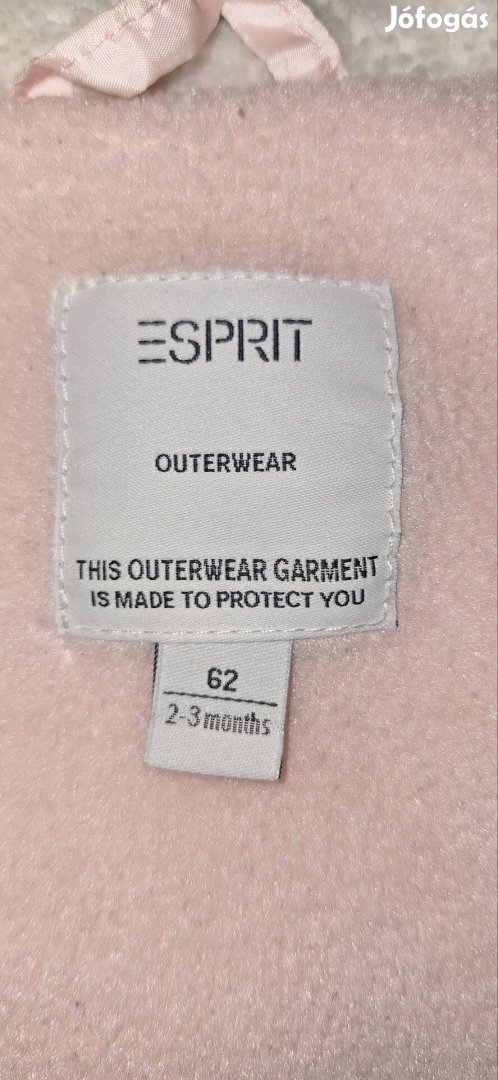 Jófogás
ESPRIT
OUTERWEAR
THIS OUTERWEAR GARMENT
IS MADE TO PROTECT YOU
62
2-3 months